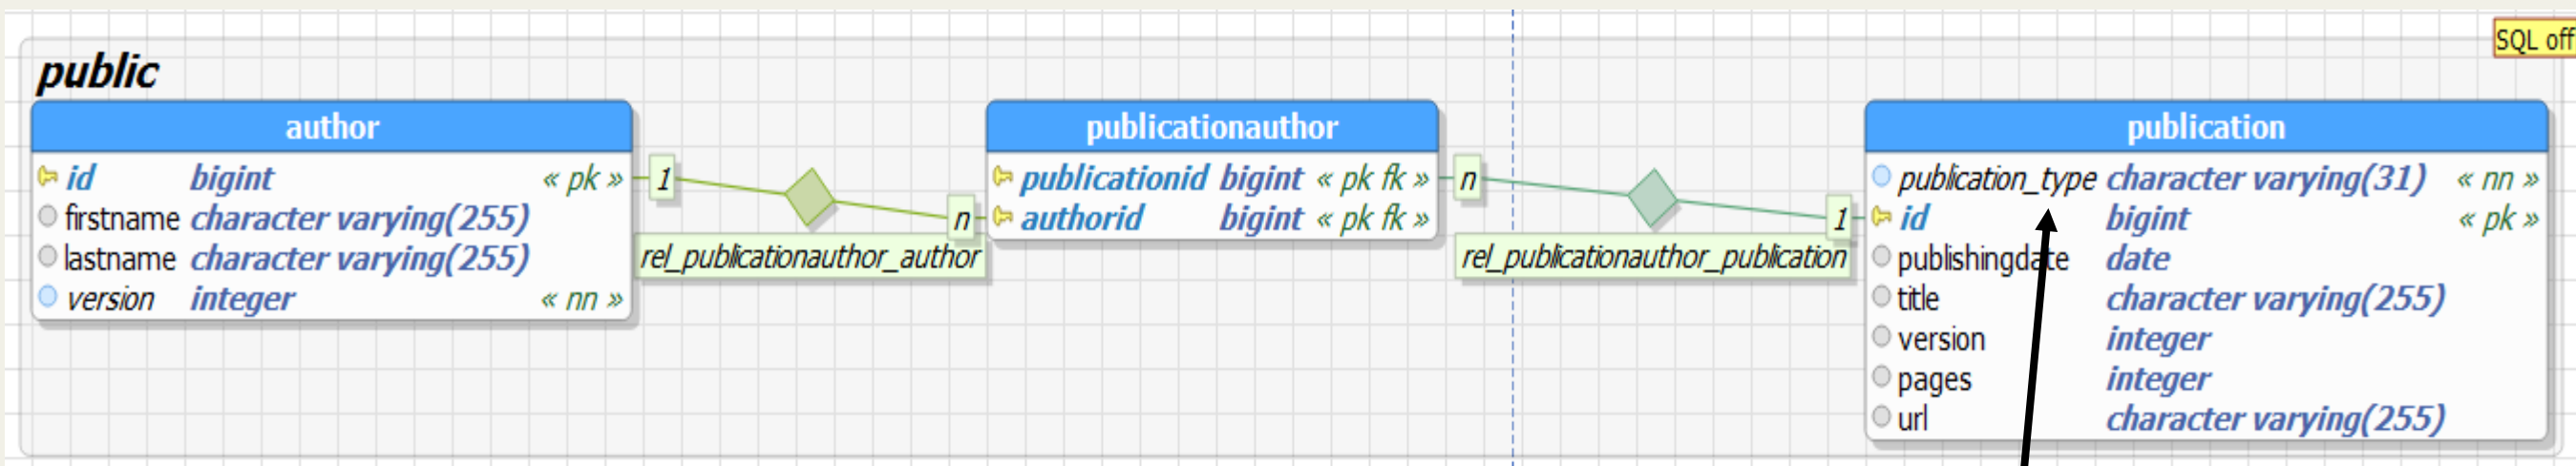 SQL off
public
author
id bigint « pk »
firstname character varying(255)
lastname character varying(255)
version integer « nn »
1
n
rel_publicationauthor_author
publicationauthor
publicationid bigint « pk fk »
authorid bigint « pk fk »
n
1
rel_publicationauthor_publication
publication
publication_type character varying(31) « nn »
id bigint « pk »
publishingdate date
title character varying(255)
version integer
pages integer
url character varying(255)